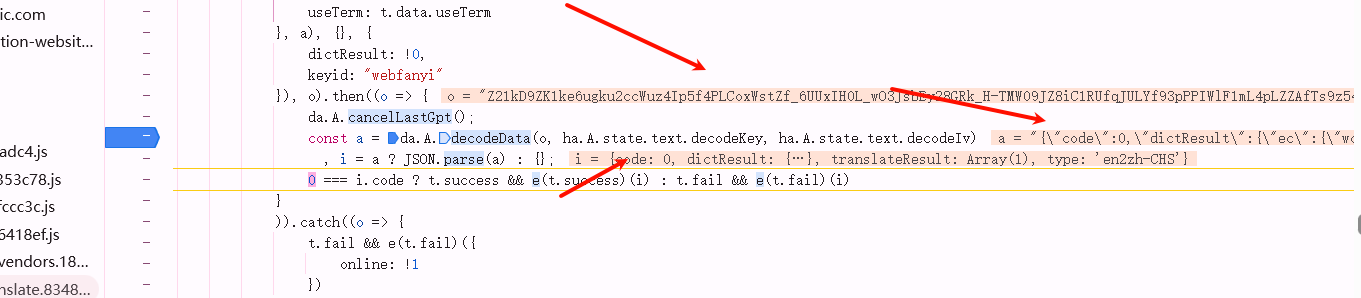 ic.com
tion-websit...
adc4.js
353c78.js
fccc3c.js
6418ef.js
vendors.18...
nslate.8348...
useTerm: t.data.useTerm
}, a), {}, {
dictResult: !0,
keyid: "webfanyi"
}), o).then((o => { o = "Z21kD9ZK1ke6ugku2ccWuz4Ip5f4PLCoxWstZf_6UUxIH0L_wO3JsbEy28GRk_H-TMW09JZ8iC1RUfqJULYf93pPPIWlF1mL4pLZZAfTs9z54
da.A.cancelLastGpt();
const a = da.A.decodeData(o, ha.A.state.text.decodeKey, ha.A.state.text.decodeIv) a = "{\"code\":0,\"dictResult\":{\"ec\":{\"wo
, i = a ? JSON.parse(a) : {}; i = {code: 0, dictResult: {…}, translateResult: Array(1), type: 'en2zh-CHS'}
0 === i.code ? t.success && e(t.success)(i) : t.fail && e(t.fail)(i)
}
)).catch((o => {
t.fail && e(t.fail)({
online: !1
})